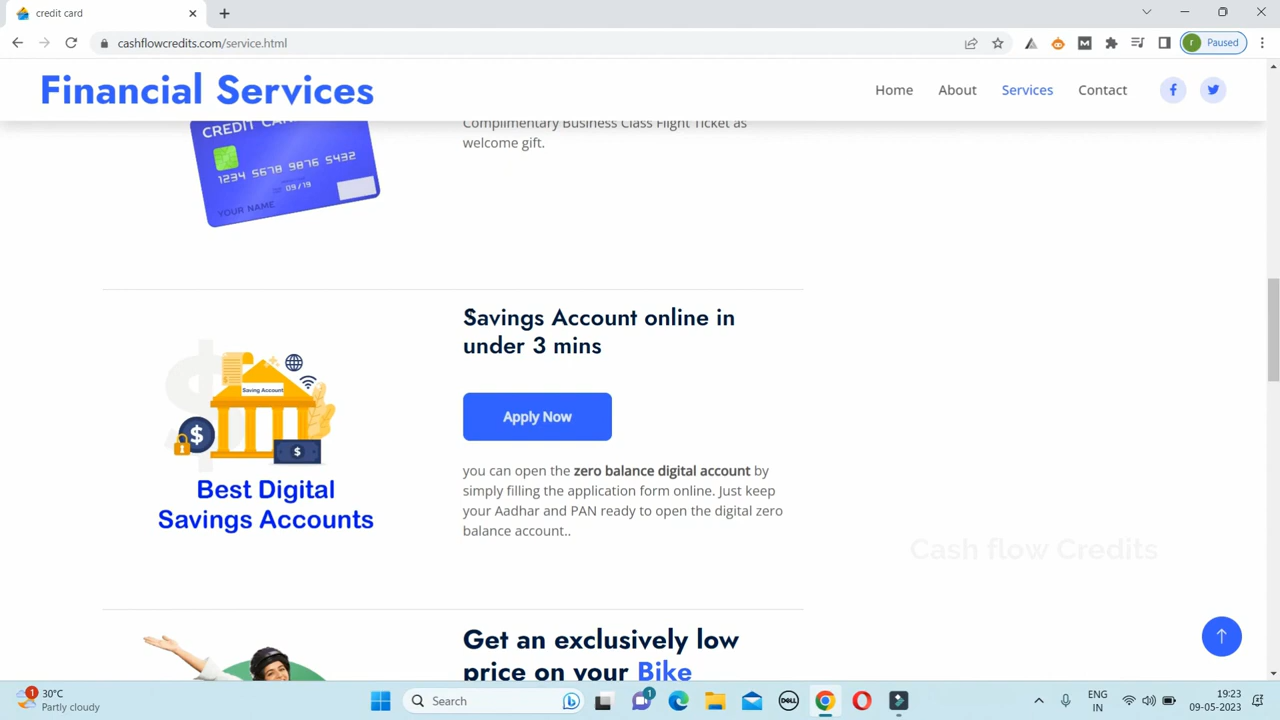 credit card
cashflowcredits.com/service.html
r Paused
Financial Services
Home About Services Contact
CREDIT CARD
1234 5678 9876 5432
09/19
YOUR NAME
Complimentary Business Class Flight Ticket as
welcome gift.
Savings Account online in
under 3 mins
Saving Account
$
$
Apply Now
Best Digital
Savings Accounts
you can open the zero balance digital account by
simply filling the application form online. Just keep
your Aadhar and PAN ready to open the digital zero
balance account..
Cash flow Credits
Get an exclusively low
price on your Bike
1
30°C
Partly cloudy
Search
1
DELL
ENG
IN
19:23
09-05-2023